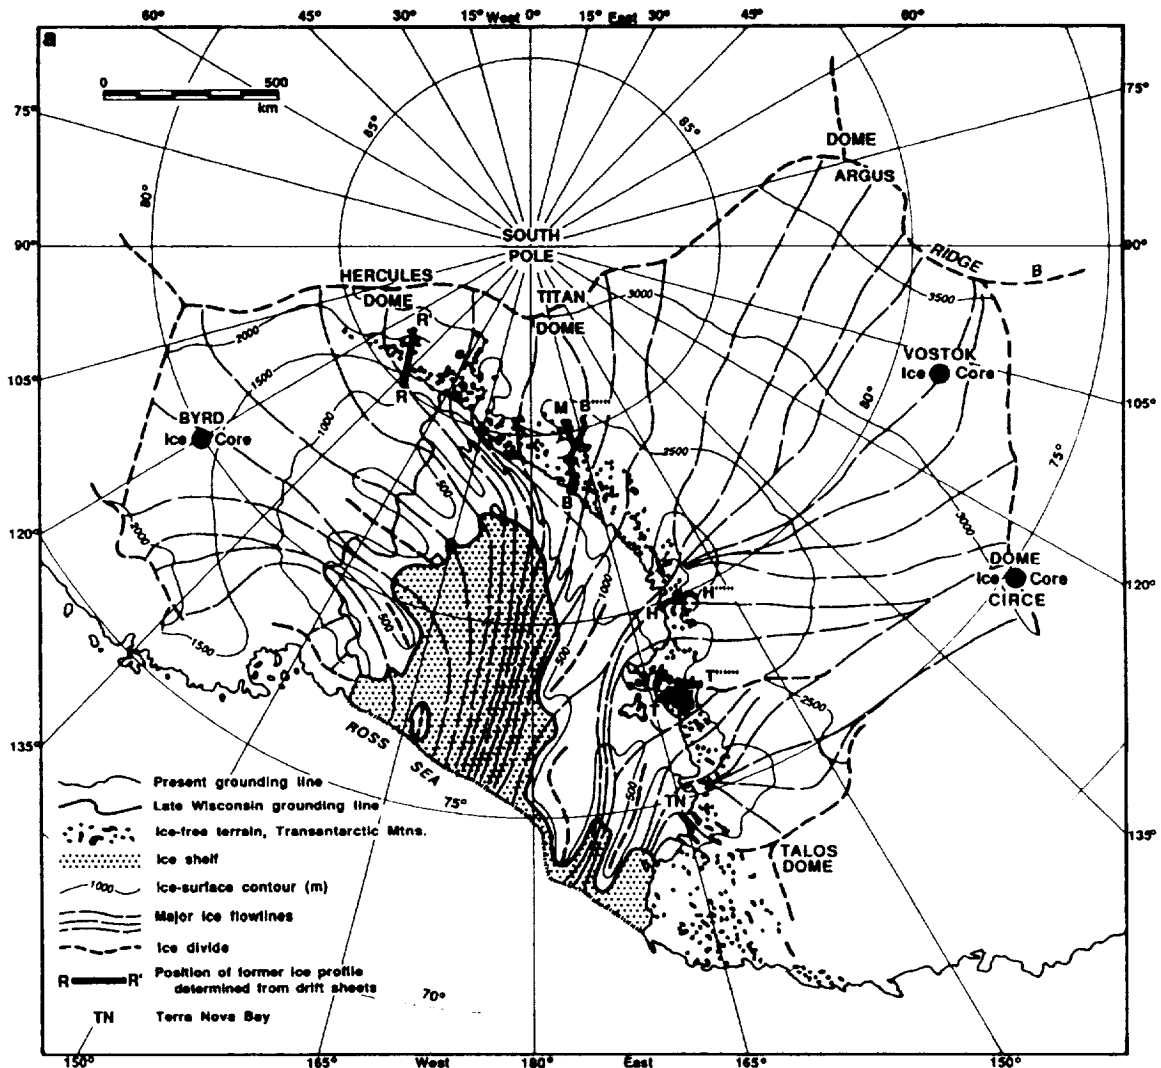 60° 45° 30° 15° West 0° East 15° 30° 45° 60°
a
0 500
km
75°
75°
85°
85°
DOME
ARGUS
80°
SOUTH
POLE
90°
90°
RIDGE B
HERCULES
DOME
TITAN
DOME
3000
3500
2000
R'
VOSTOK
Ice Core
105°
105°
1500
R
80°
BYRD
Ice Core
1000
M B'
2500
75°
500
B
3000
120°
2000
DOME
Ice Core
CIRCE
120°
1000
H'
H
500
1500
500
T'
2500
135°
ROSS
SEA
75°
500
TN
135°
TALOS
DOME
Present grounding line
Late Wisconsin grounding line
Ice-free terrain, Transantarctic Mtns.
Ice shelf
1000 Ice-surface contour (m)
Major ice flowlines
Ice divide
R R' Position of former ice profile
determined from drift sheets
70°
TN Terra Nova Bay
150° 165° West 180° East 165° 150°